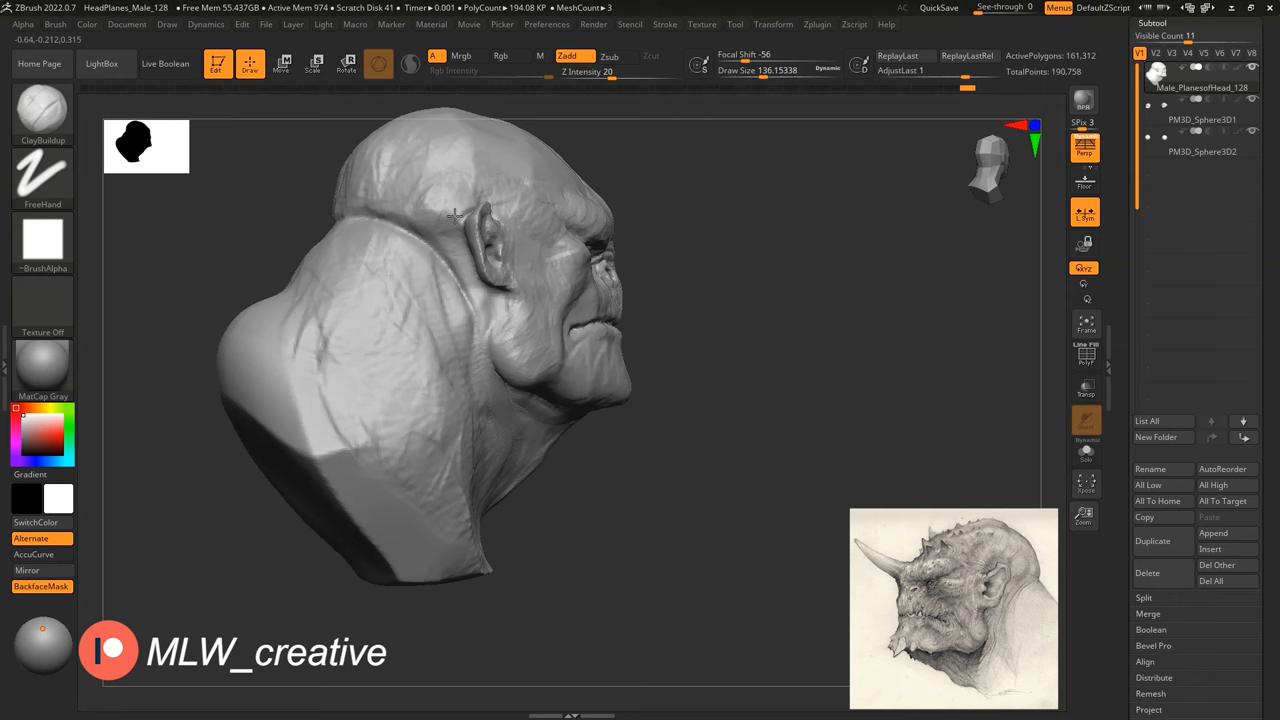 ZBrush 2022.0.7 HeadPlanes_Male_128 • Free Mem 55.437GB • Active Mem 974 • Scratch Disk 41 • Timer▸0.001 • PolyCount▸194.08 KP • MeshCount▸3 AC QuickSave See-through 0 Menus DefaultZScript
Alpha Brush Color Document Draw Dynamics Edit File Layer Light Macro Marker Material Movie Picker Preferences Render Stencil Stroke Texture Tool Transform Zplugin Zscript Help
-0.64,-0.212,0.315
Home Page LightBox Live Boolean Edit Draw Move Scale Rotate
A Mrgb Rgb M Zadd Zsub Zcut
Rgb Intensity Z Intensity 20
S Focal Shift -56
Draw Size 136.15338 Dynamic
D ReplayLast ReplayLastRel ActivePolygons: 161,312
AdjustLast 1 TotalPoints: 190,758
ClayBuildup
FreeHand
~BrushAlpha
Texture Off
MatCap Gray
Gradient
SwitchColor
Alternate
AccuCurve
Mirror
BackfaceMask
MLW_creative
BPR
SPix 3
Dynamic
Persp
Floor
L.Sym
XYZ
Frame
Line Fill
PolyF
Transp
Dynamic
Solo
Xpose
Zoom
Subtool
Visible Count 11
V1 V2 V3 V4 V5 V6 V7 V8
Male_PlanesofHead_128
PM3D_Sphere3D1
PM3D_Sphere3D2
List All
New Folder
Rename AutoReorder
All Low All High
All To Home All To Target
Copy Paste
Duplicate Append
Insert
Delete Del Other
Del All
Split
Merge
Boolean
Bevel Pro
Align
Distribute
Remesh
Project